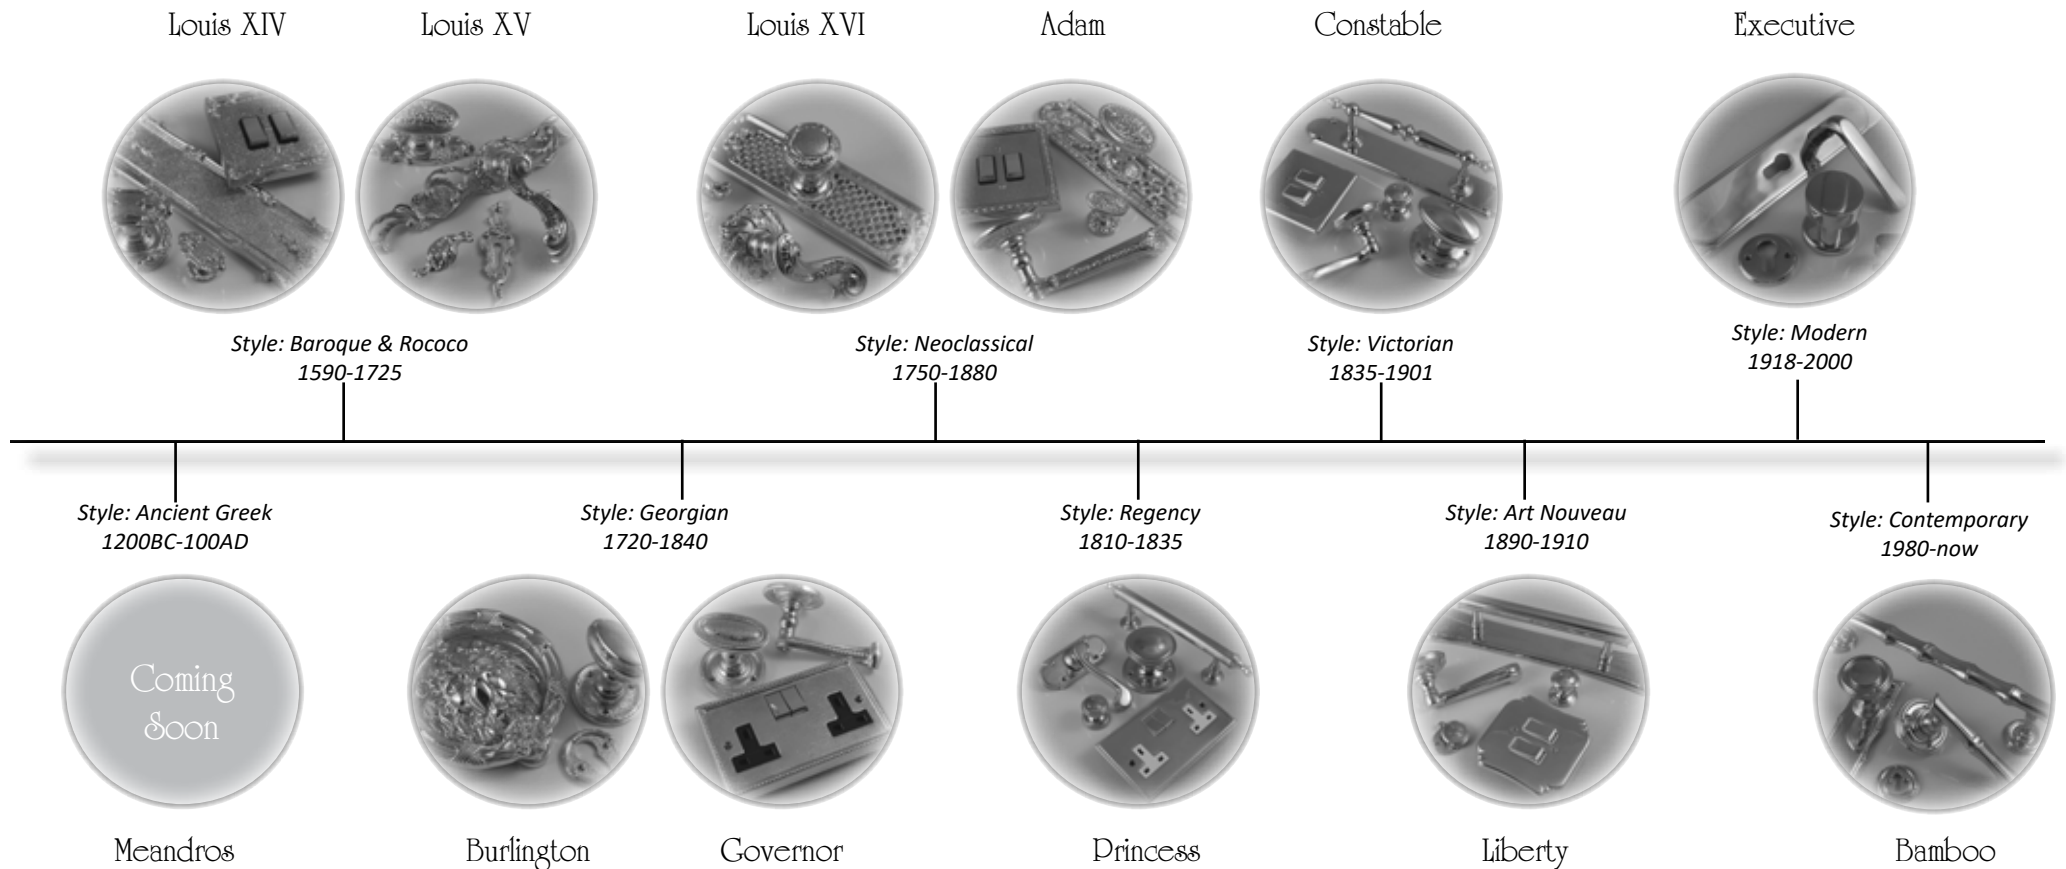 Louis XIV
Louis XV
Louis XVI
Adam
Constable
Executive
Style: Baroque & Rococo
1590-1725
Style: Neoclassical
1750-1880
Style: Victorian
1835-1901
Style: Modern
1918-2000
Style: Ancient Greek
1200BC-100AD
Style: Georgian
1720-1840
Style: Regency
1810-1835
Style: Art Nouveau
1890-1910
Style: Contemporary
1980-now
Coming
Soon
Meandros
Burlington
Governor
Princess
Liberty
Bamboo